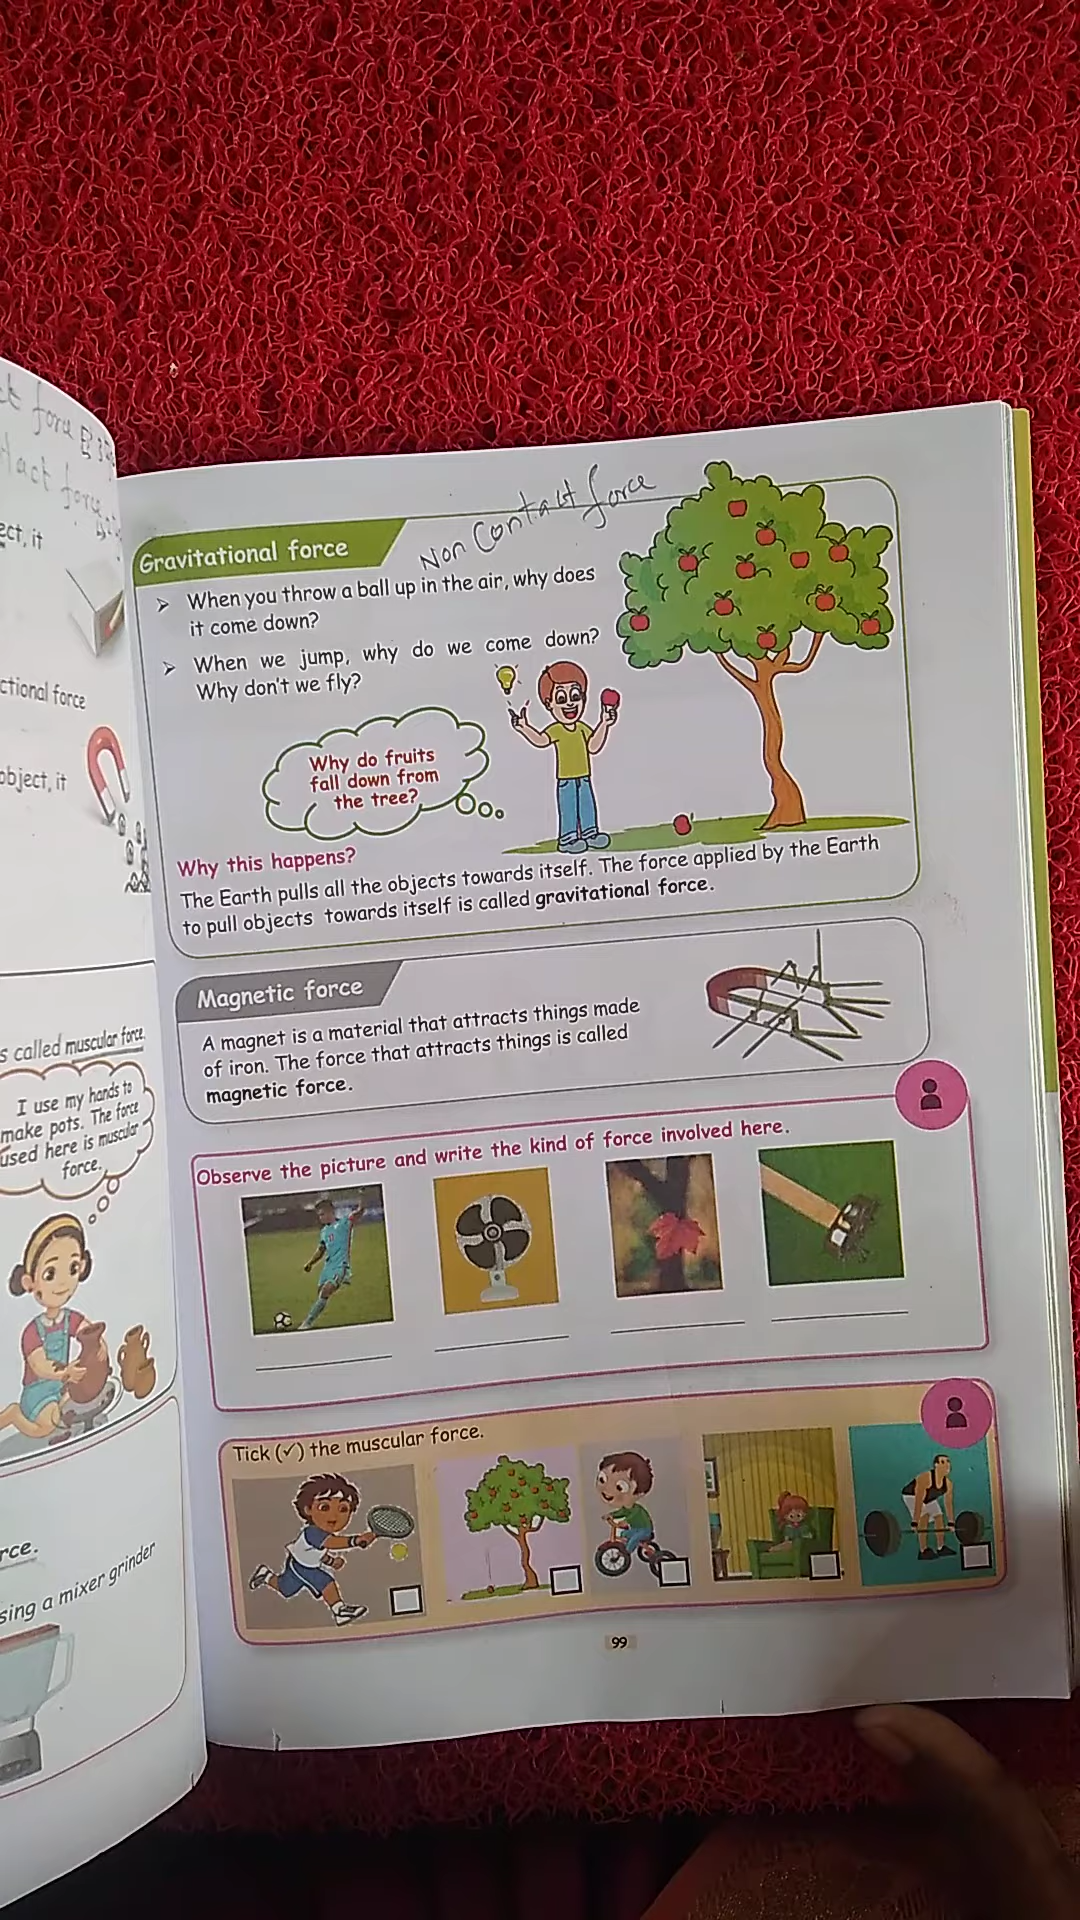 ect, it
ctional force
object, it
s called muscular force.
I use my hands to
make pots. The force
used here is muscular
force.
rce.
sing a mixer grinder
Non Contact force
Gravitational force
➢ When you throw a ball up in the air, why does
it come down?
➢ When we jump, why do we come down?
Why don't we fly?
Why do fruits
fall down from
the tree?
Why this happens?
The Earth pulls all the objects towards itself. The force applied by the Earth
to pull objects towards itself is called gravitational force.
Magnetic force
A magnet is a material that attracts things made
of iron. The force that attracts things is called
magnetic force.
Observe the picture and write the kind of force involved here.
Tick (✓) the muscular force.
99